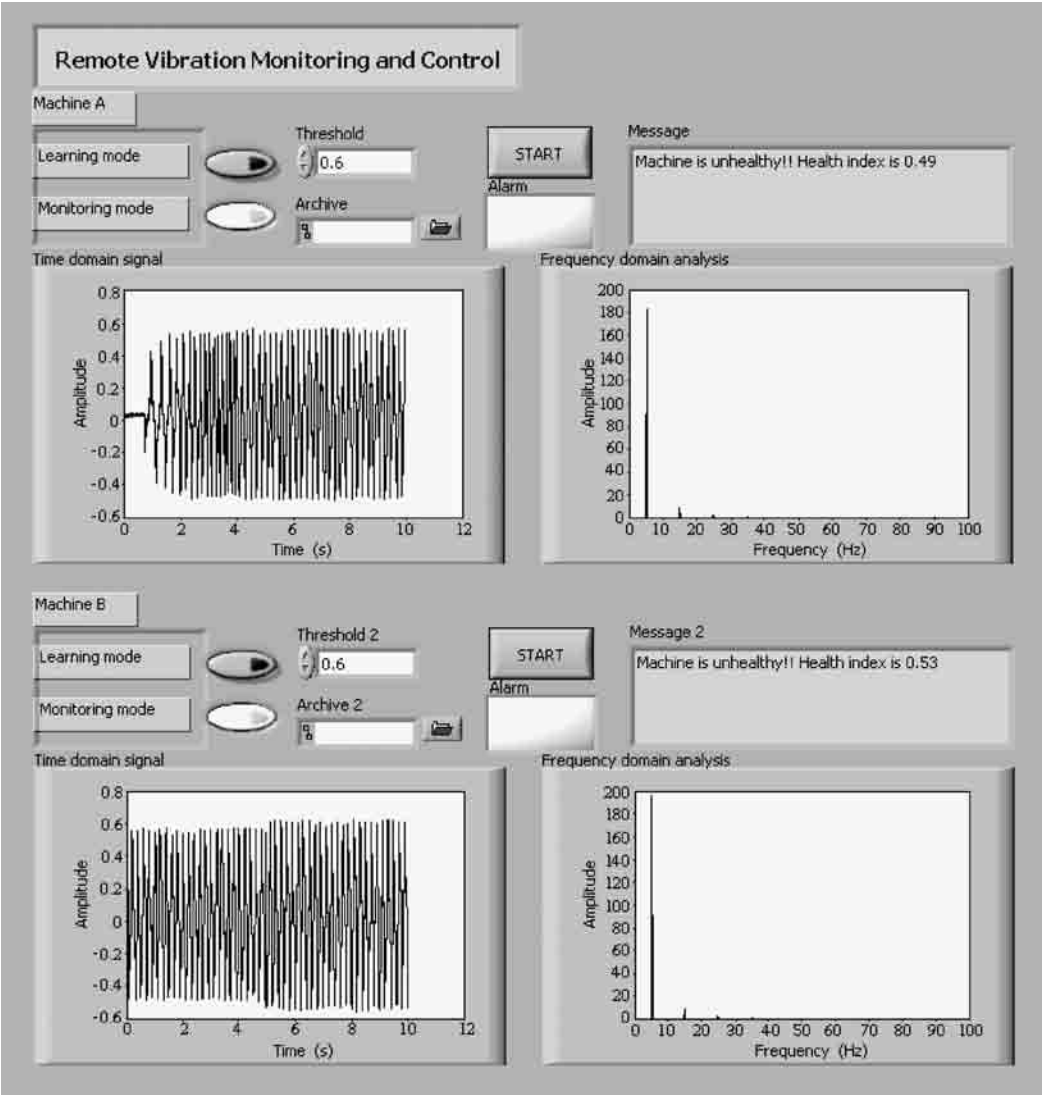 Remote Vibration Monitoring and Control
Machine A
Learning mode
Monitoring mode
Threshold
0.6
Archive
START
Alarm
Message
Machine is unhealthy!! Health index is 0.49
Time domain signal
Amplitude
0.8
0.6
0.4
0.2
0
-0.2
-0.4
-0.6
0 2 4 6 8 10 12
Time (s)
Frequency domain analysis
Amplitude
200
180
160
140
120
100
80
60
40
20
0
0 10 20 30 40 50 60 70 80 90 100
Frequency (Hz)
Machine B
Learning mode
Monitoring mode
Threshold 2
0.6
Archive 2
START
Alarm
Message 2
Machine is unhealthy!! Health index is 0.53
Time domain signal
Amplitude
0.8
0.6
0.4
0.2
0
-0.2
-0.4
-0.6
0 2 4 6 8 10 12
Time (s)
Frequency domain analysis
Amplitude
200
180
160
140
120
100
80
60
40
20
0
0 10 20 30 40 50 60 70 80 90 100
Frequency (Hz)